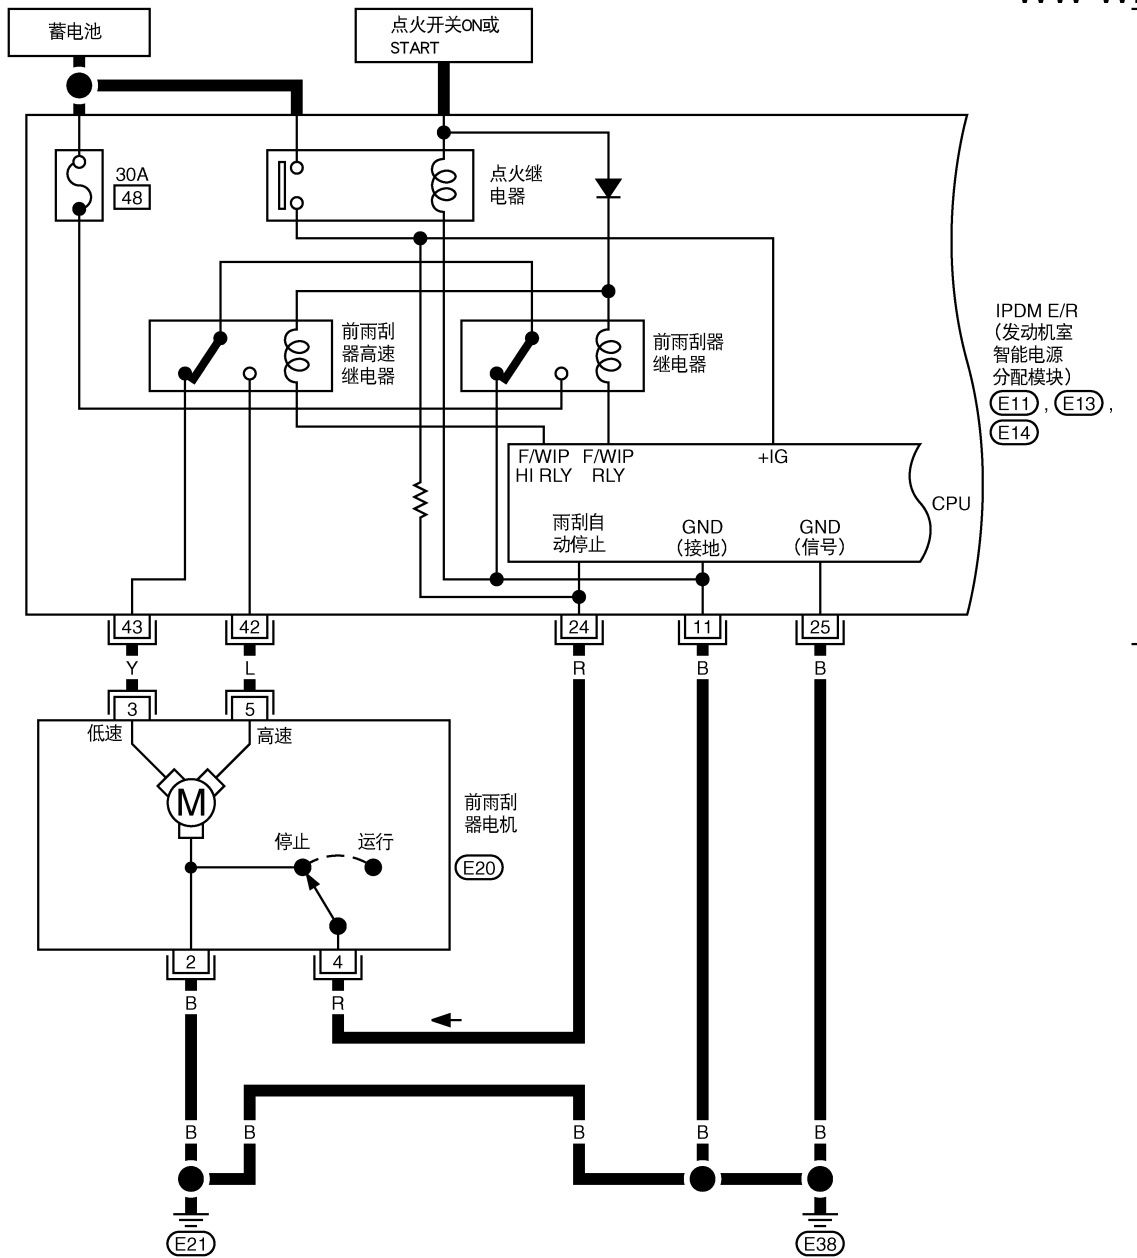 蓄电池
点火开关ON或
START
30A
48
点火继
电器
前雨刮
器高速
继电器
前雨刮器
继电器
IPDM E/R
(发动机室
智能电源
分配模块)
E11 , E13 ,
E14
F/WIP
HI RLY
F/WIP
RLY
+IG
CPU
雨刮自
动停止
GND
(接地)
GND
(信号)
43
42
24
11
25
Y
L
R
B
B
3
5
低速
高速
M
前雨刮
器电机
停止
运行
E20
2
4
B
R
B
B
B
B
B
E21
E38